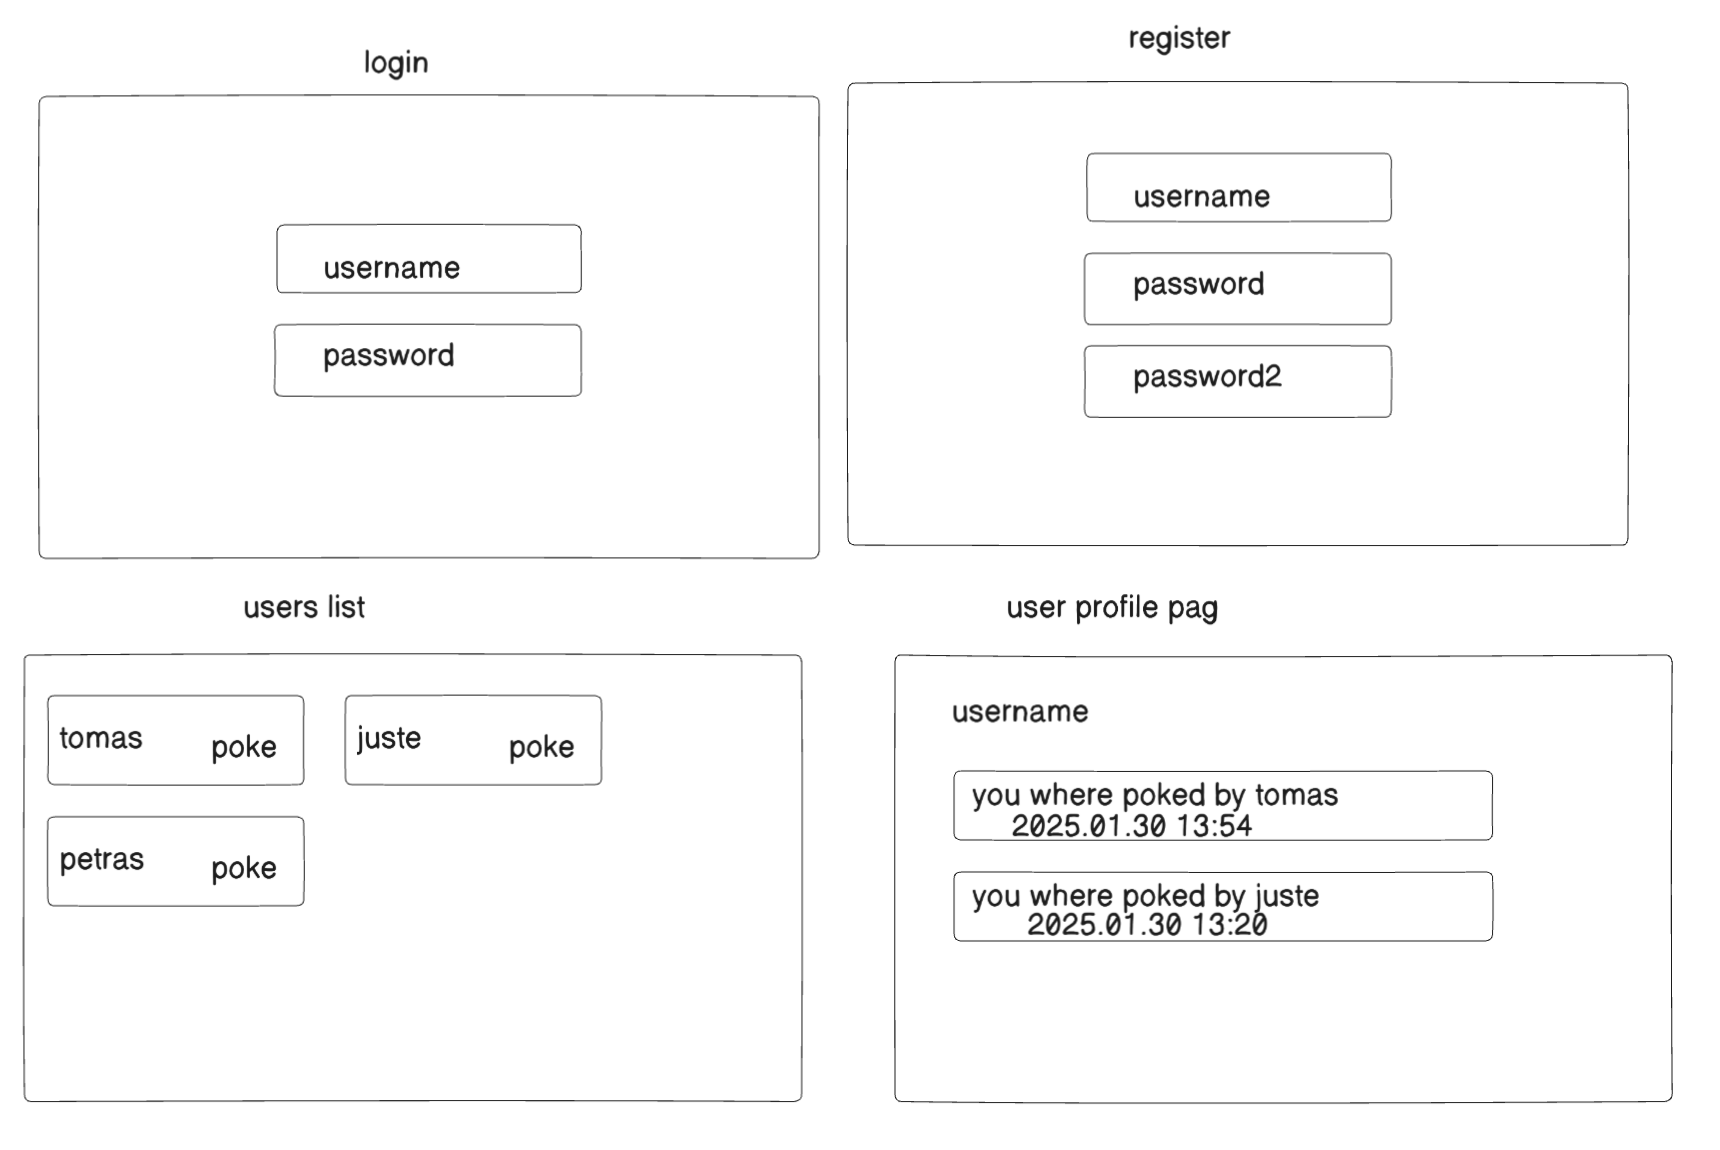 login
username
password
register
username
password
password2
users list
tomas poke
juste poke
petras poke
user profile pag
username
you where poked by tomas
2025.01.30 13:54
you where poked by juste
2025.01.30 13:20